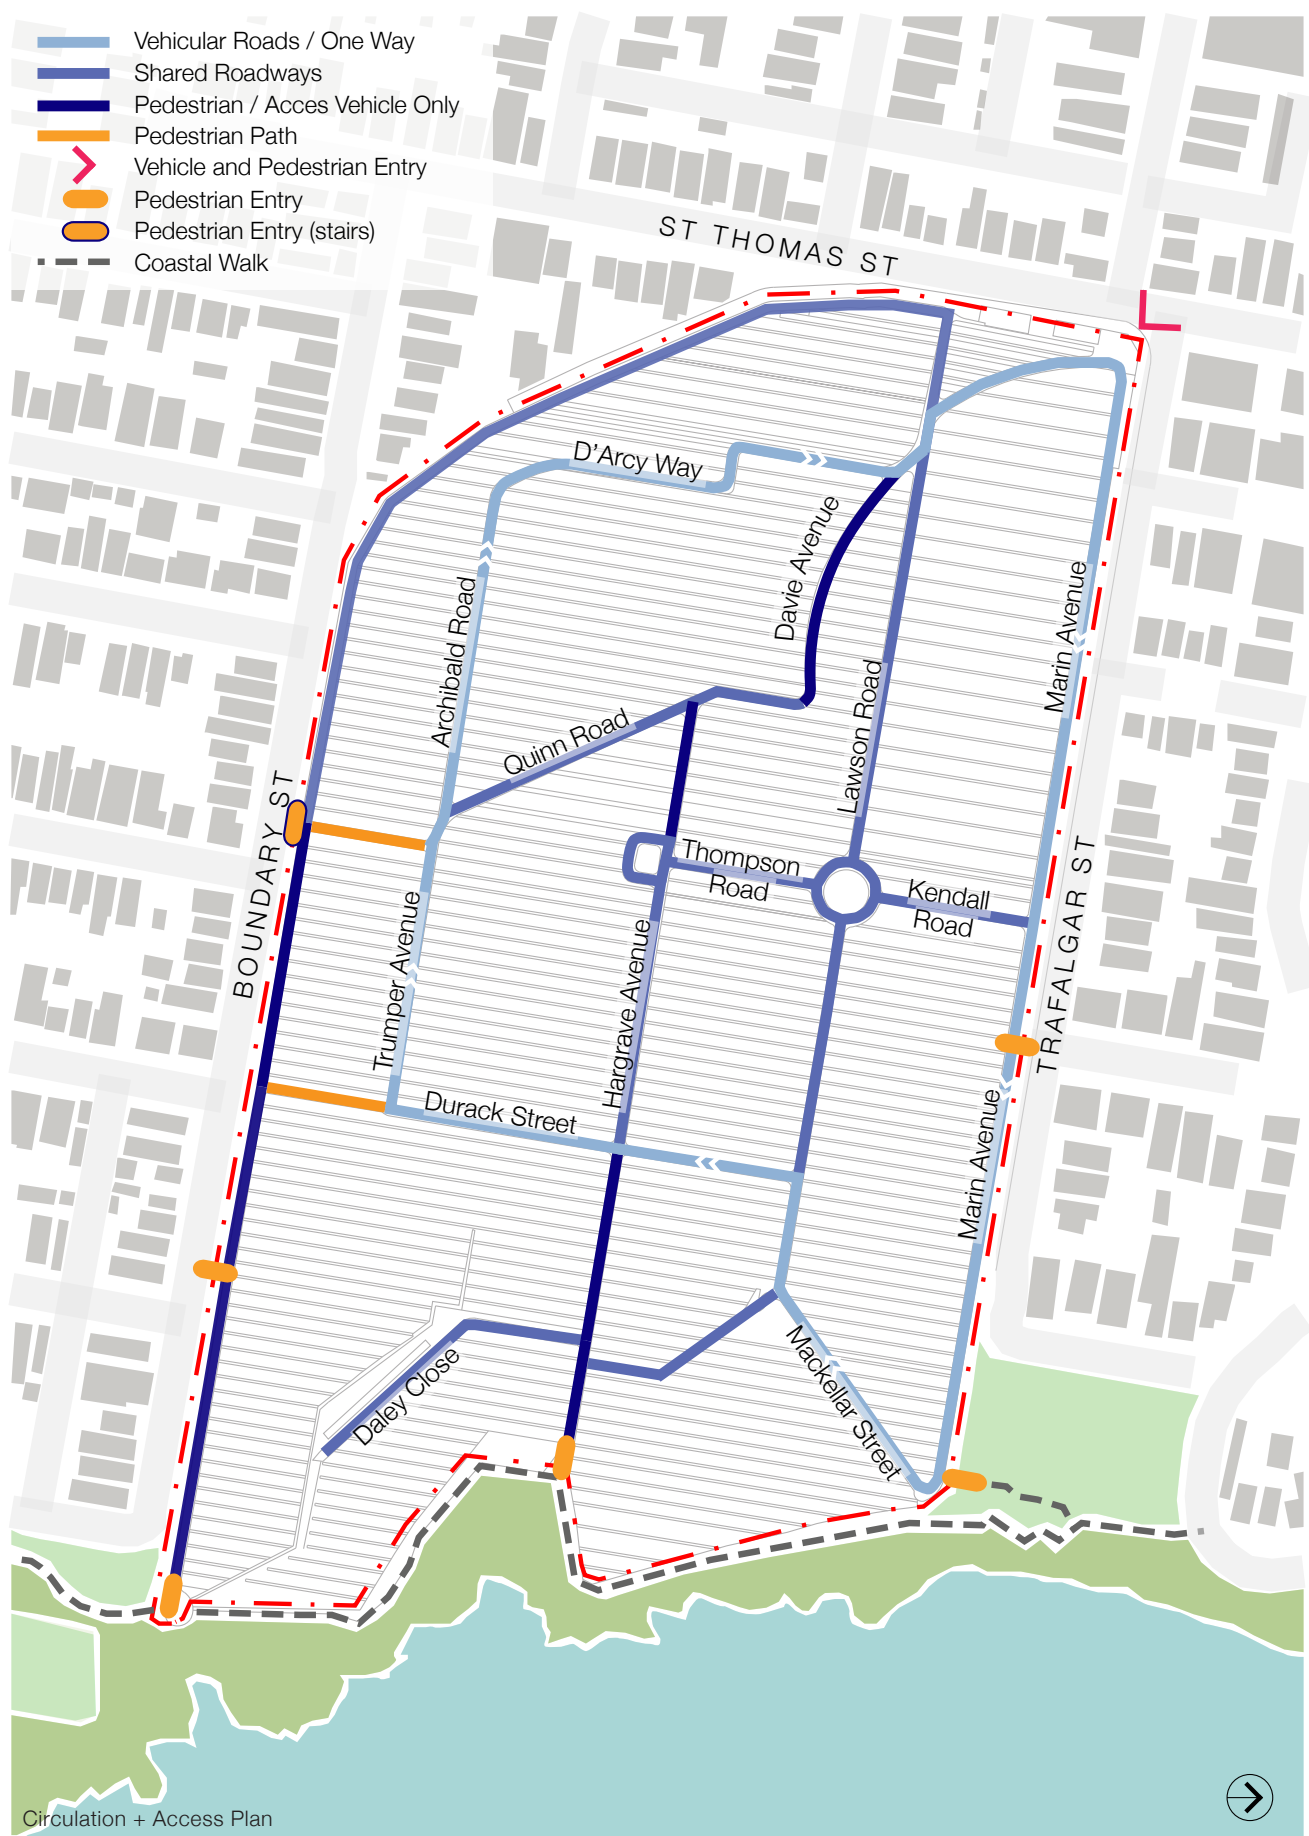 Vehicular Roads / One Way
Shared Roadways
Pedestrian / Acces Vehicle Only
Pedestrian Path
Vehicle and Pedestrian Entry
Pedestrian Entry
Pedestrian Entry (stairs)
Coastal Walk
ST THOMAS ST
D'Arcy Way
Davie Avenue
Archibald Road
Marin Avenue
Lawson Road
Quinn Road
BOUNDARY ST
Thompson
Road
Kendall
Road
TRAFALGAR ST
Trumper Avenue
Hargrave Avenue
Durack Street
Marin Avenue
Mackellar Street
Daley Close
Circulation + Access Plan